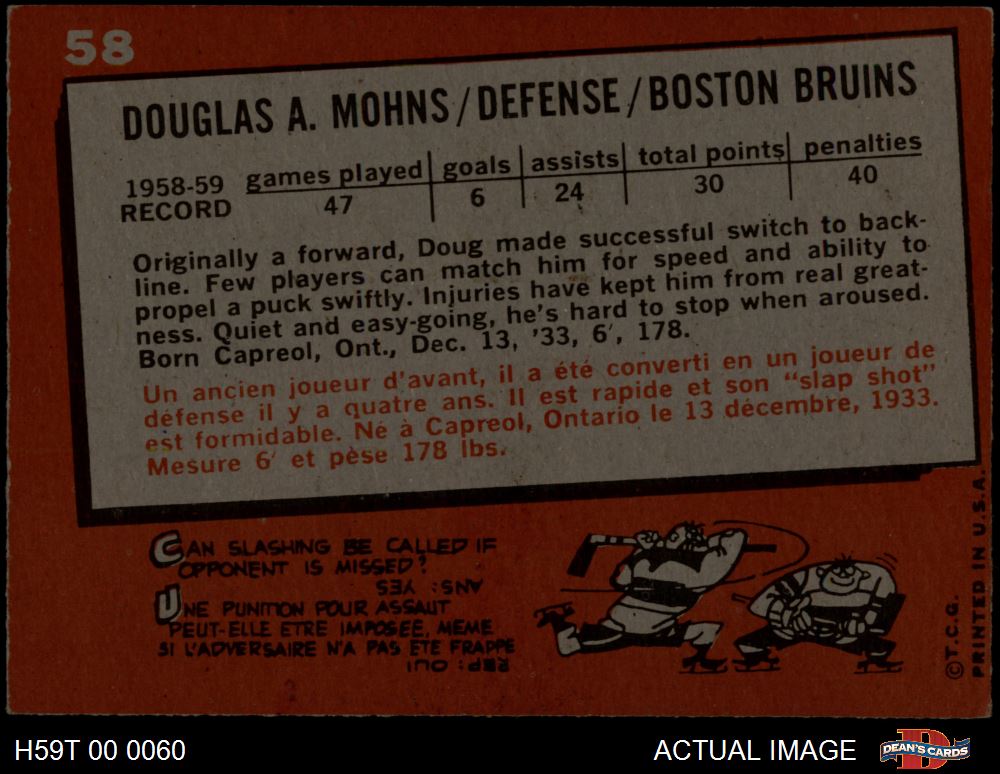 58
DOUGLAS A. MOHNS/DEFENSE/BOSTON BRUINS
1958-59 RECORD
games played goals assists total points penalties
47 6 24 30 40
Originally a forward, Doug made successful switch to back-
line. Few players can match him for speed and ability to
propel a puck swiftly. Injuries have kept him from real great-
ness. Quiet and easy-going, he's hard to stop when aroused.
Born Capreol, Ont., Dec. 13, '33, 6', 178.
Un ancien joueur d'avant, il a été converti en un joueur de
défense il y a quatre ans. Il est rapide et son "slap shot"
est formidable. Né à Capreol, Ontario le 13 décembre, 1933.
Mesure 6' et pèse 178 lbs.
CAN SLASHING BE CALLED IF
OPPONENT IS MISSED?
ANS: YES
UNE PUNITION POUR ASSAUT
PEUT-ELLE ETRE IMPOSEE, MEME
SI L'ADVERSAIRE N'A PAS ETE FRAPPE
REP: OUI
©T.C.G.
PRINTED IN U.S.A.
H59T 00 0060
ACTUAL IMAGE
DEAN'S CARDS